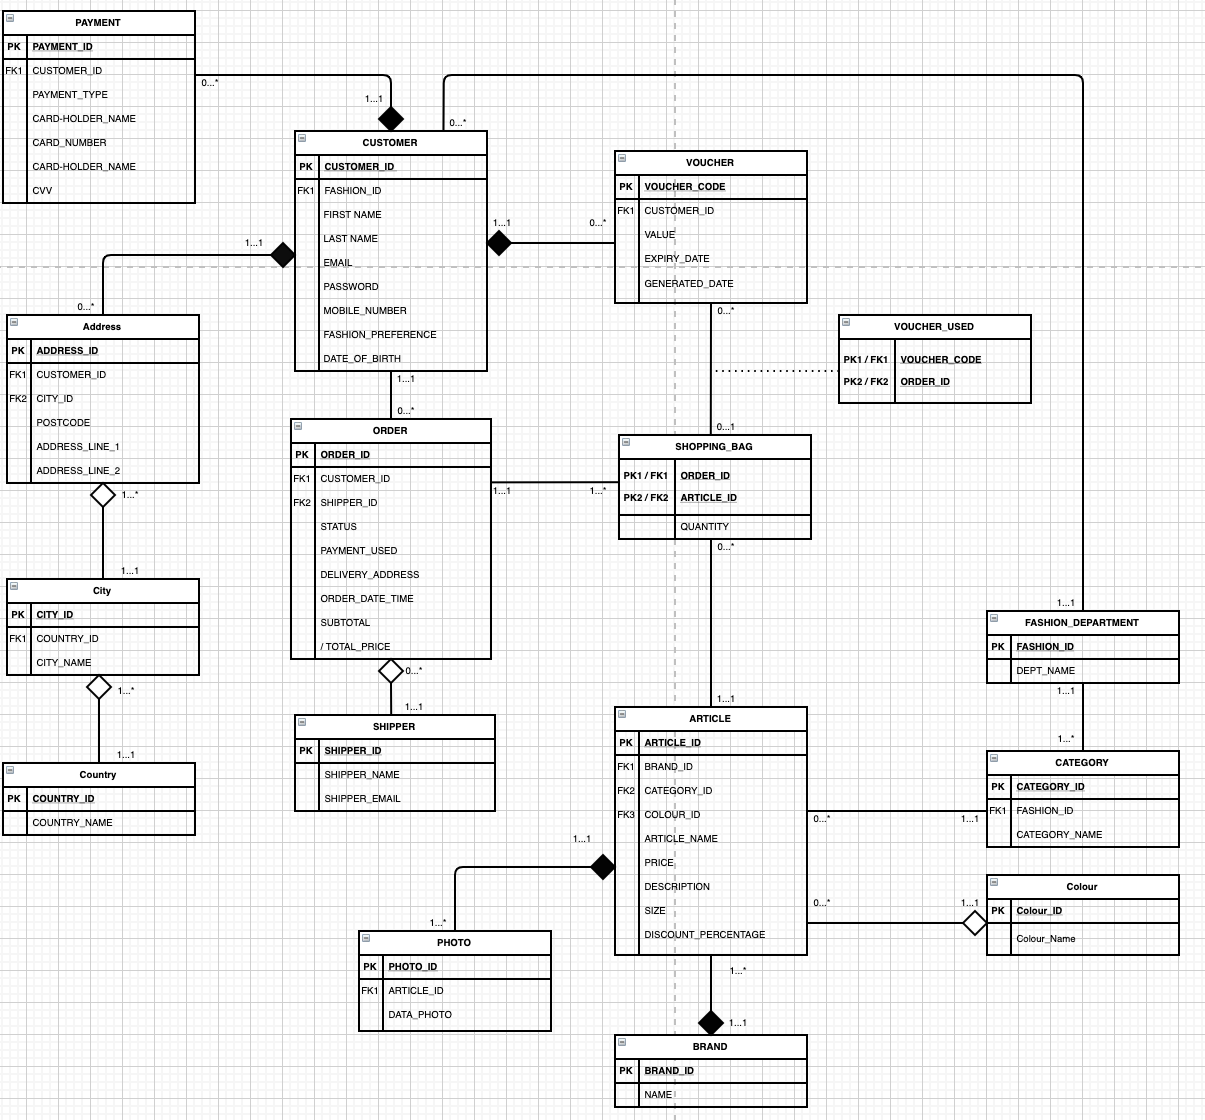 PAYMENT
PK PAYMENT_ID
FK1 CUSTOMER_ID
PAYMENT_TYPE
CARD-HOLDER_NAME
CARD_NUMBER
CARD-HOLDER_NAME
CVV
0...*
1...1
0...*
CUSTOMER
PK CUSTOMER_ID
FK1 FASHION_ID
FIRST NAME
LAST NAME
EMAIL
PASSWORD
MOBILE_NUMBER
FASHION_PREFERENCE
DATE_OF_BIRTH
1...1
0...*
VOUCHER
PK VOUCHER_CODE
FK1 CUSTOMER_ID
VALUE
EXPIRY_DATE
GENERATED_DATE
1...1
0...*
Address
PK ADDRESS_ID
FK1 CUSTOMER_ID
FK2 CITY_ID
POSTCODE
ADDRESS_LINE_1
ADDRESS_LINE_2
0...*
VOUCHER_USED
PK1 / FK1 VOUCHER_CODE
PK2 / FK2 ORDER_ID
1...1
0...*
ORDER
PK ORDER_ID
FK1 CUSTOMER_ID
FK2 SHIPPER_ID
STATUS
PAYMENT_USED
DELIVERY_ADDRESS
ORDER_DATE_TIME
SUBTOTAL
/ TOTAL_PRICE
0...1
SHOPPING_BAG
PK1 / FK1 ORDER_ID
PK2 / FK2 ARTICLE_ID
QUANTITY
1...1
1...*
1...*
0...*
1...1
City
PK CITY_ID
FK1 COUNTRY_ID
CITY_NAME
1...1
FASHION_DEPARTMENT
PK FASHION_ID
DEPT_NAME
0...*
1...*
1...1
1...1
1...1
SHIPPER
PK SHIPPER_ID
SHIPPER_NAME
SHIPPER_EMAIL
ARTICLE
PK ARTICLE_ID
FK1 BRAND_ID
FK2 CATEGORY_ID
FK3 COLOUR_ID
ARTICLE_NAME
PRICE
DESCRIPTION
SIZE
DISCOUNT_PERCENTAGE
1...*
CATEGORY
PK CATEGORY_ID
FK1 FASHION_ID
CATEGORY_NAME
1...1
Country
PK COUNTRY_ID
COUNTRY_NAME
0...*
1...1
1...1
Colour
PK Colour_ID
Colour_Name
0...*
1...1
1...*
PHOTO
PK PHOTO_ID
FK1 ARTICLE_ID
DATA_PHOTO
1...*
1...1
BRAND
PK BRAND_ID
NAME